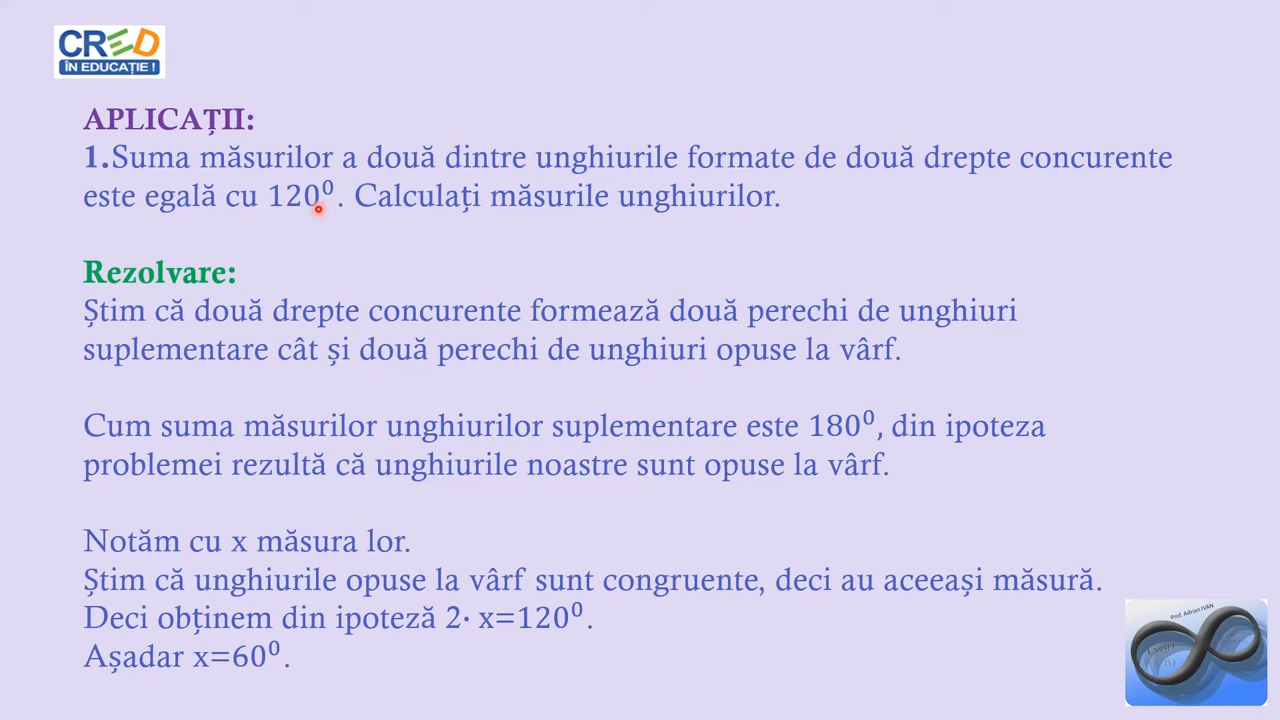 CRED
ÎN EDUCAȚIE !
APLICAȚII:
1.Suma măsurilor a două dintre unghiurile formate de două drepte concurente
este egală cu 120⁰. Calculați măsurile unghiurilor.
Rezolvare:
Știm că două drepte concurente formează două perechi de unghiuri
suplementare cât și două perechi de unghiuri opuse la vârf.
Cum suma măsurilor unghiurilor suplementare este 180⁰, din ipoteza
problemei rezultă că unghiurile noastre sunt opuse la vârf.
Notăm cu x măsura lor.
Știm că unghiurile opuse la vârf sunt congruente, deci au aceeași măsură.
Deci obținem din ipoteză 2· x=120⁰.
Așadar x=60⁰.
Prof. Adrian IVAN